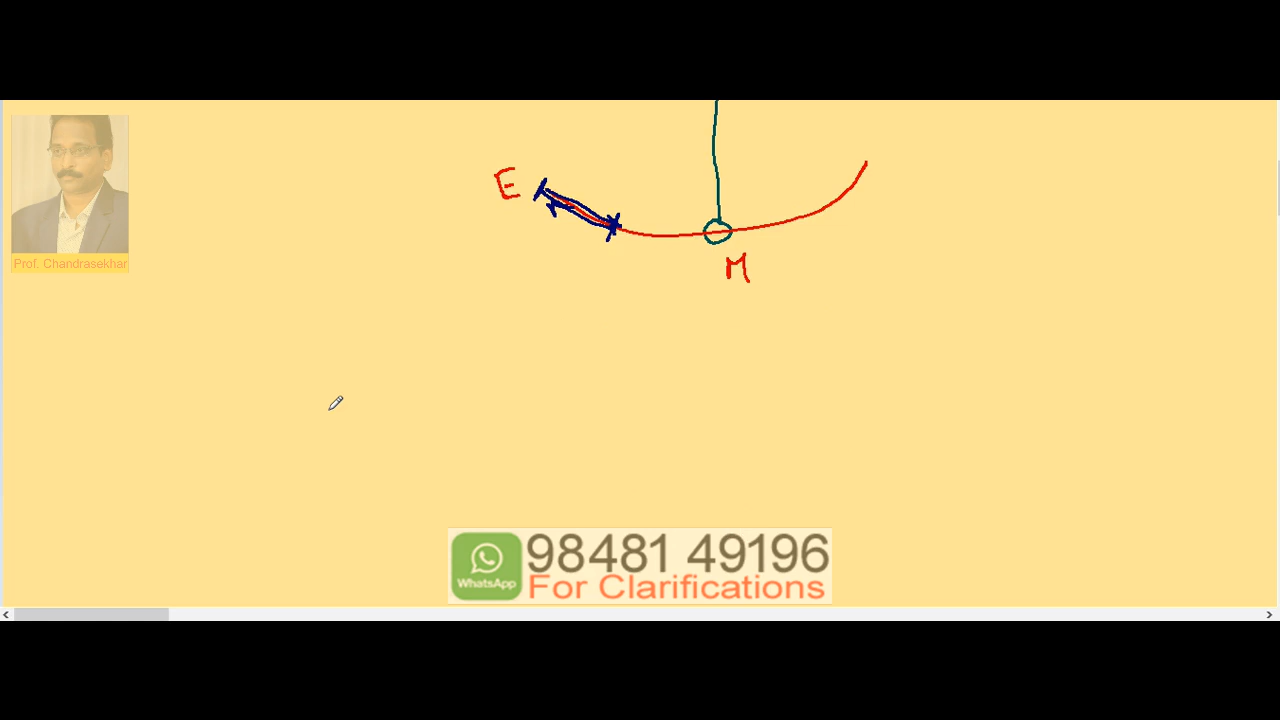 E
M
Prof. Chandrasekhar
WhatsApp
98481 49196
For Clarifications